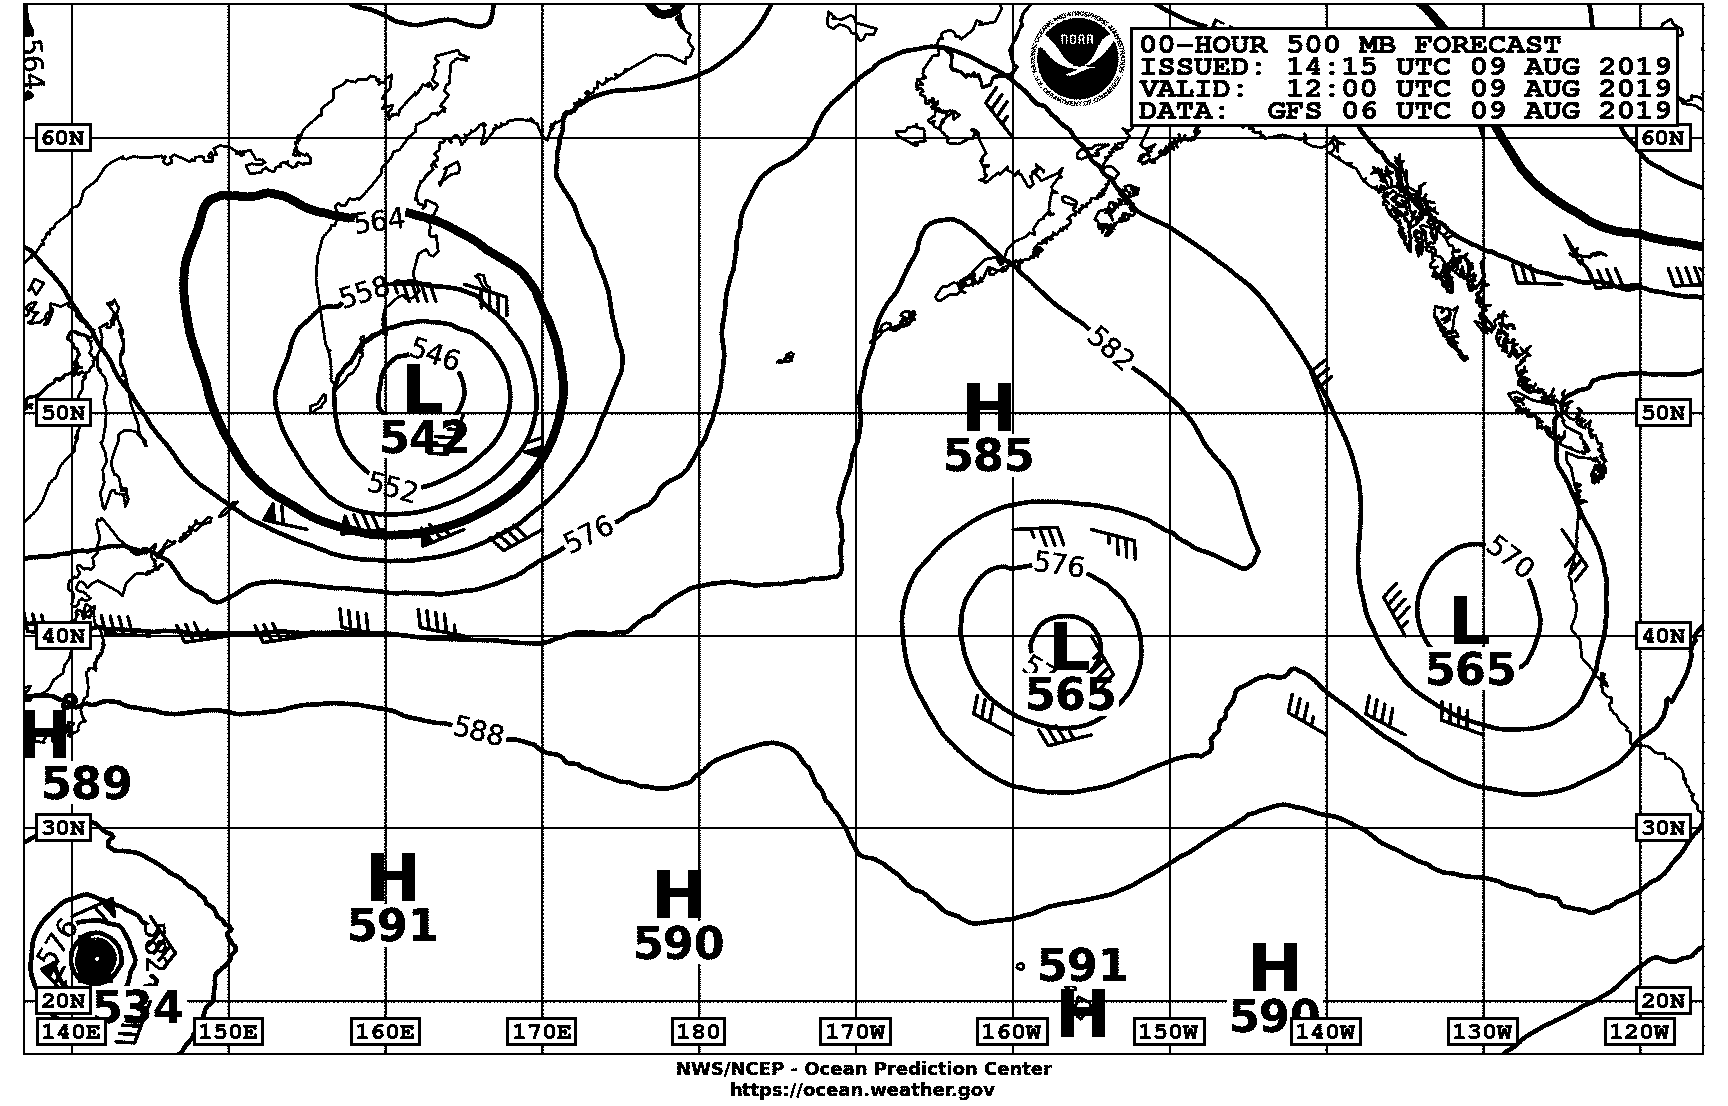 NOAA
00-HOUR 500 MB FORECAST
ISSUED: 14:15 UTC 09 AUG 2019
VALID: 12:00 UTC 09 AUG 2019
DATA: GFS 06 UTC 09 AUG 2019
564
60N 60N
564
558
546
L
542
582
H
585
50N 50N
552
576
576
570
L
565
L
565
40N 40N
588
H
589
30N 30N
H
591
H
590
576
582
534
591
H
H
590
20N 20N
140E 150E 160E 170E 180 170W 160W 150W 140W 130W 120W
NWS/NCEP - Ocean Prediction Center
https://ocean.weather.gov